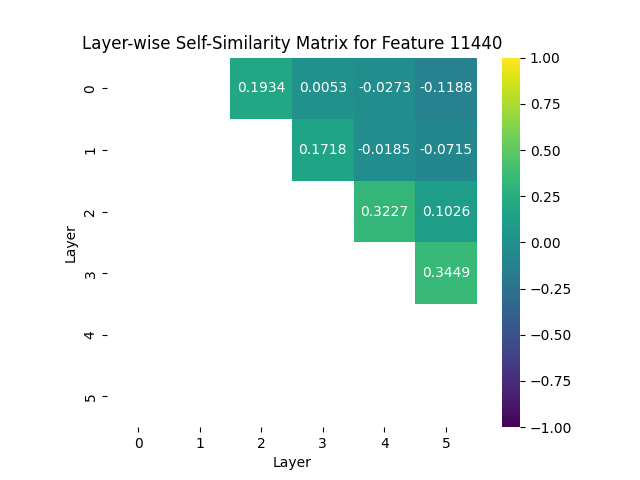 Layer-wise Self-Similarity Matrix for Feature 11440
0 0.1934 0.0053 -0.0273 -0.1188
1 0.1718 -0.0185 -0.0715
2 0.3227 0.1026
3 0.3449
4
5
Layer
0 1 2 3 4 5
Layer
1.00
0.75
0.50
0.25
0.00
−0.25
−0.50
−0.75
−1.00